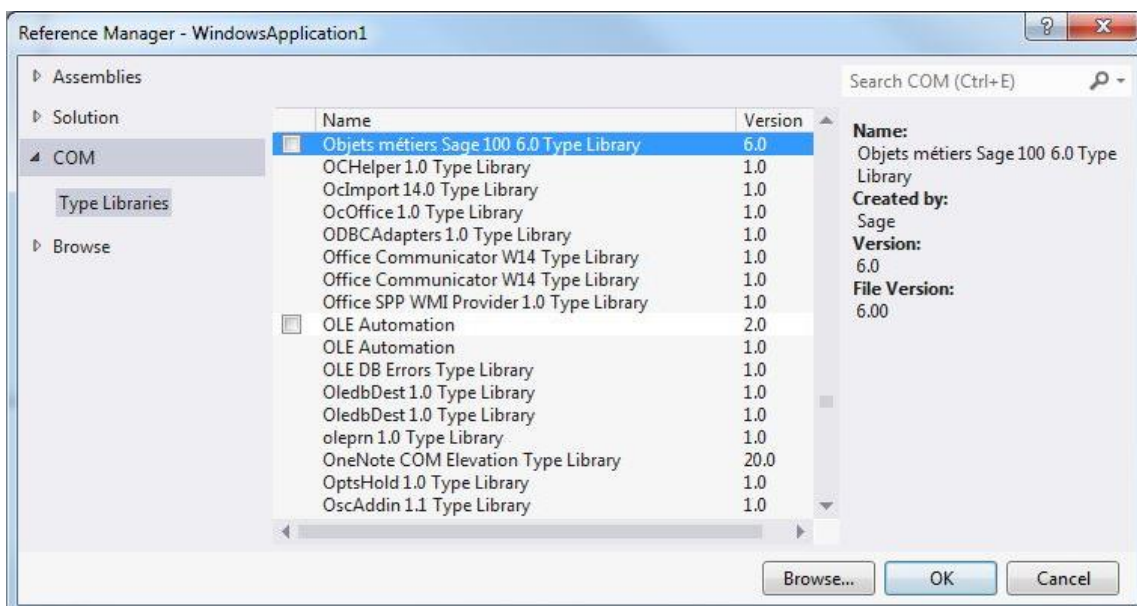 Reference Manager - WindowsApplication1
Assemblies
Solution
COM
Type Libraries
Browse
Name Version
Objets métiers Sage 100 6.0 Type Library 6.0
OCHelper 1.0 Type Library 1.0
OcImport 14.0 Type Library 1.0
OcOffice 1.0 Type Library 1.0
ODBCAdapters 1.0 Type Library 1.0
Office Communicator W14 Type Library 1.0
Office Communicator W14 Type Library 1.0
Office SPP WMI Provider 1.0 Type Library 1.0
OLE Automation 2.0
OLE Automation 1.0
OLE DB Errors Type Library 1.0
OledbDest 1.0 Type Library 1.0
OledbDest 1.0 Type Library 1.0
oleprn 1.0 Type Library 1.0
OneNote COM Elevation Type Library 20.0
OptsHold 1.0 Type Library 1.0
OscAddin 1.1 Type Library 1.0
Search COM (Ctrl+E)
Name:
Objets métiers Sage 100 6.0 Type
Library
Created by:
Sage
Version:
6.0
File Version:
6.00
Browse... OK Cancel